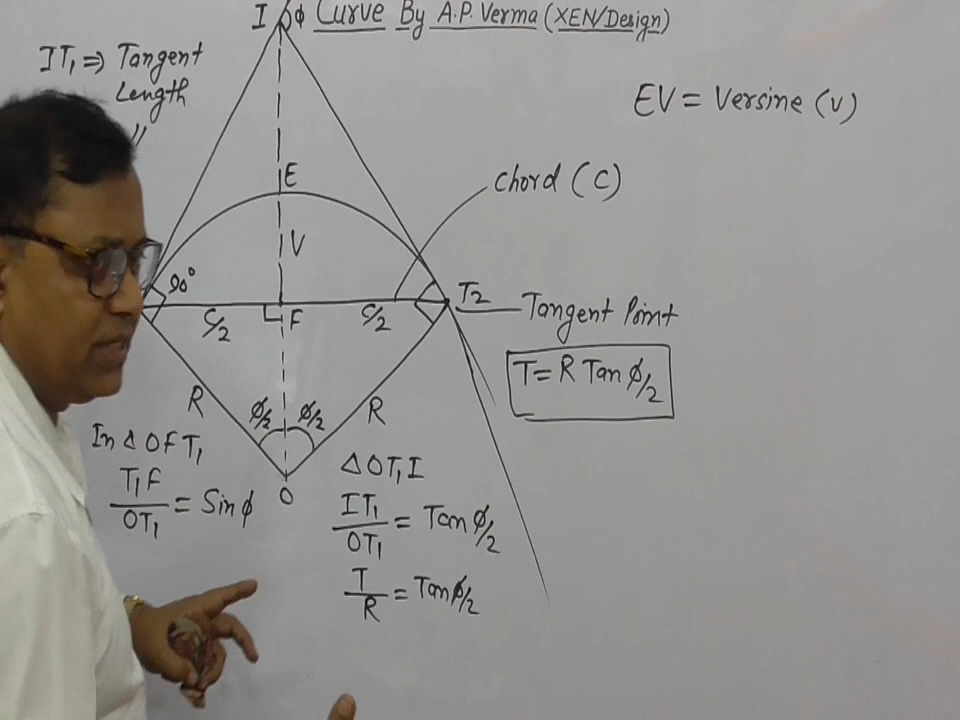 I ϕ Curve By A.P. Verma (XEN/Design)
IT₁ ⇒ Tangent
Length
"
EV = Versine (V)
E
Chord (C)
V
90°
C/2
F
C/2
T₂
Tangent Point
T = R Tan ϕ/2
R
ϕ/2
ϕ/2
R
O
In Δ OFT₁
T₁F / OT₁ = Sin ϕ
Δ OT₁I
IT₁ / OT₁ = Tan ϕ/2
T / R = Tan ϕ/2